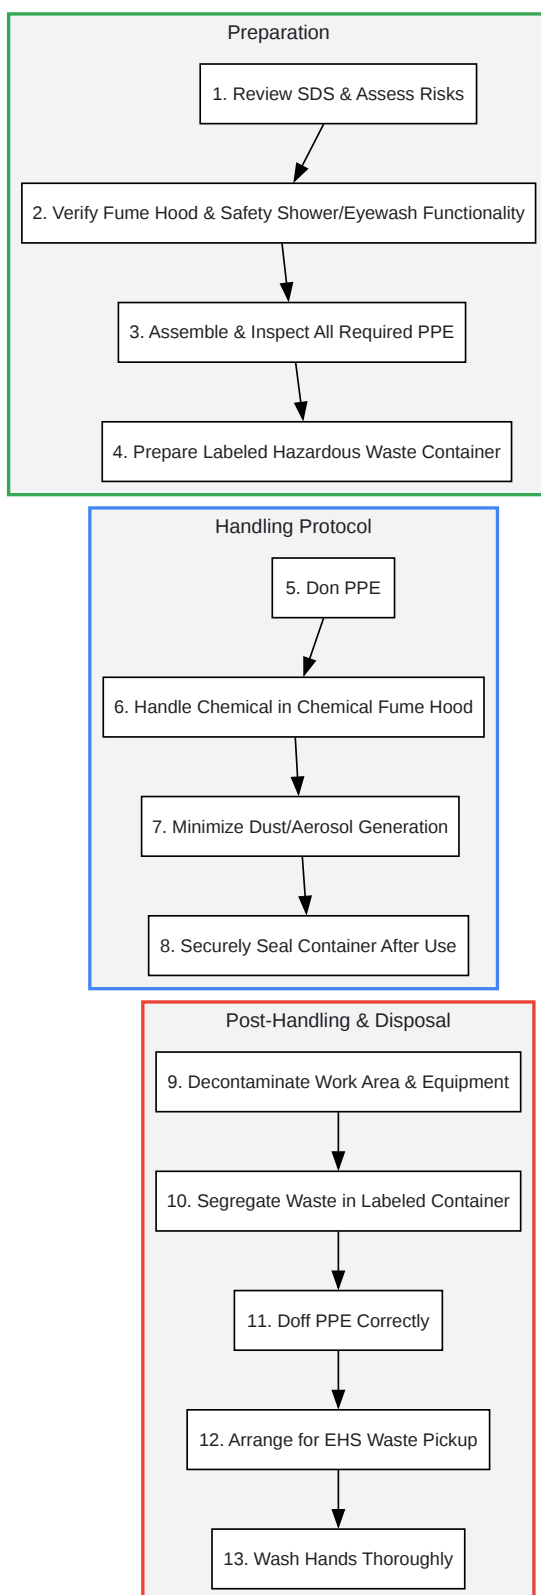 Preparation
1. Review SDS & Assess Risks
2. Verify Fume Hood & Safety Shower/Eyewash Functionality
3. Assemble & Inspect All Required PPE
4. Prepare Labeled Hazardous Waste Container
Handling Protocol
5. Don PPE
6. Handle Chemical in Chemical Fume Hood
7. Minimize Dust/Aerosol Generation
8. Securely Seal Container After Use
Post-Handling & Disposal
9. Decontaminate Work Area & Equipment
10. Segregate Waste in Labeled Container
11. Doff PPE Correctly
12. Arrange for EHS Waste Pickup
13. Wash Hands Thoroughly